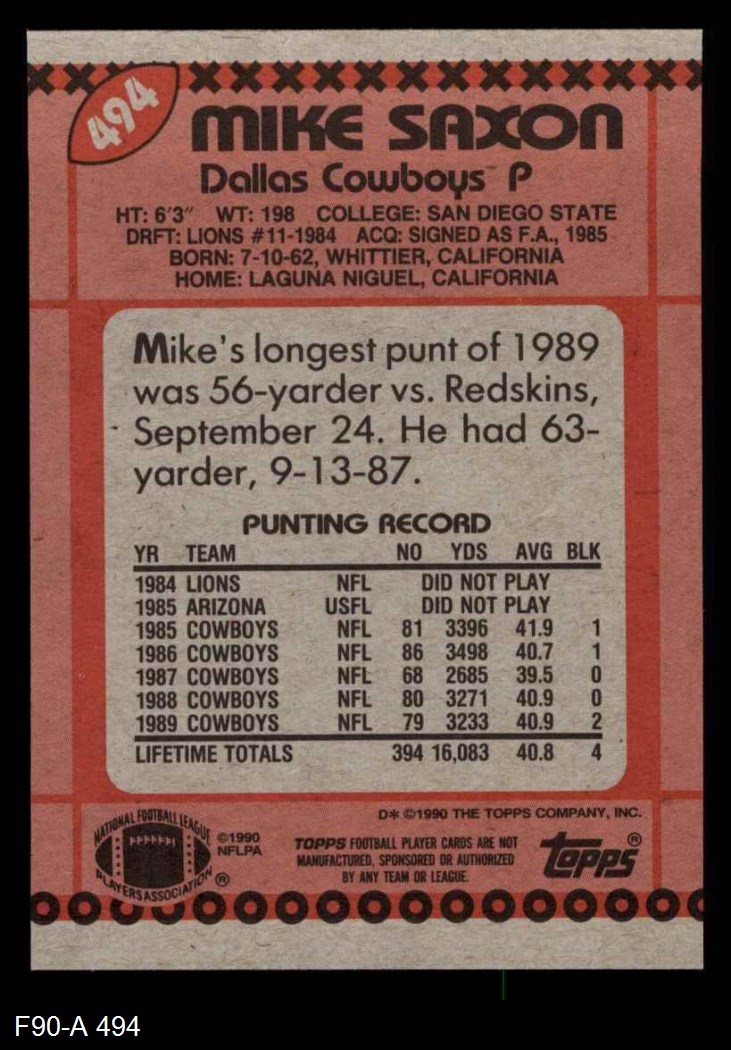 494
MIKE SAXON
Dallas Cowboys™ P
HT: 6'3" WT: 198 COLLEGE: SAN DIEGO STATE
DRFT: LIONS #11-1984 ACQ: SIGNED AS F.A., 1985
BORN: 7-10-62, WHITTIER, CALIFORNIA
HOME: LAGUNA NIGUEL, CALIFORNIA
Mike's longest punt of 1989
was 56-yarder vs. Redskins,
September 24. He had 63-
yarder, 9-13-87.
PUNTING RECORD
YR TEAM NO YDS AVG BLK
1984 LIONS NFL DID NOT PLAY
1985 ARIZONA USFL DID NOT PLAY
1985 COWBOYS NFL 81 3396 41.9 1
1986 COWBOYS NFL 86 3498 40.7 1
1987 COWBOYS NFL 68 2685 39.5 0
1988 COWBOYS NFL 80 3271 40.9 0
1989 COWBOYS NFL 79 3233 40.9 2
LIFETIME TOTALS 394 16,083 40.8 4
D* ©1990 THE TOPPS COMPANY, INC.
NATIONAL FOOTBALL LEAGUE
PLAYERS ASSOCIATION ®
©1990
NFLPA
TOPPS FOOTBALL PLAYER CARDS ARE NOT
MANUFACTURED, SPONSORED OR AUTHORIZED
BY ANY TEAM OR LEAGUE.
topps®
F90-A 494